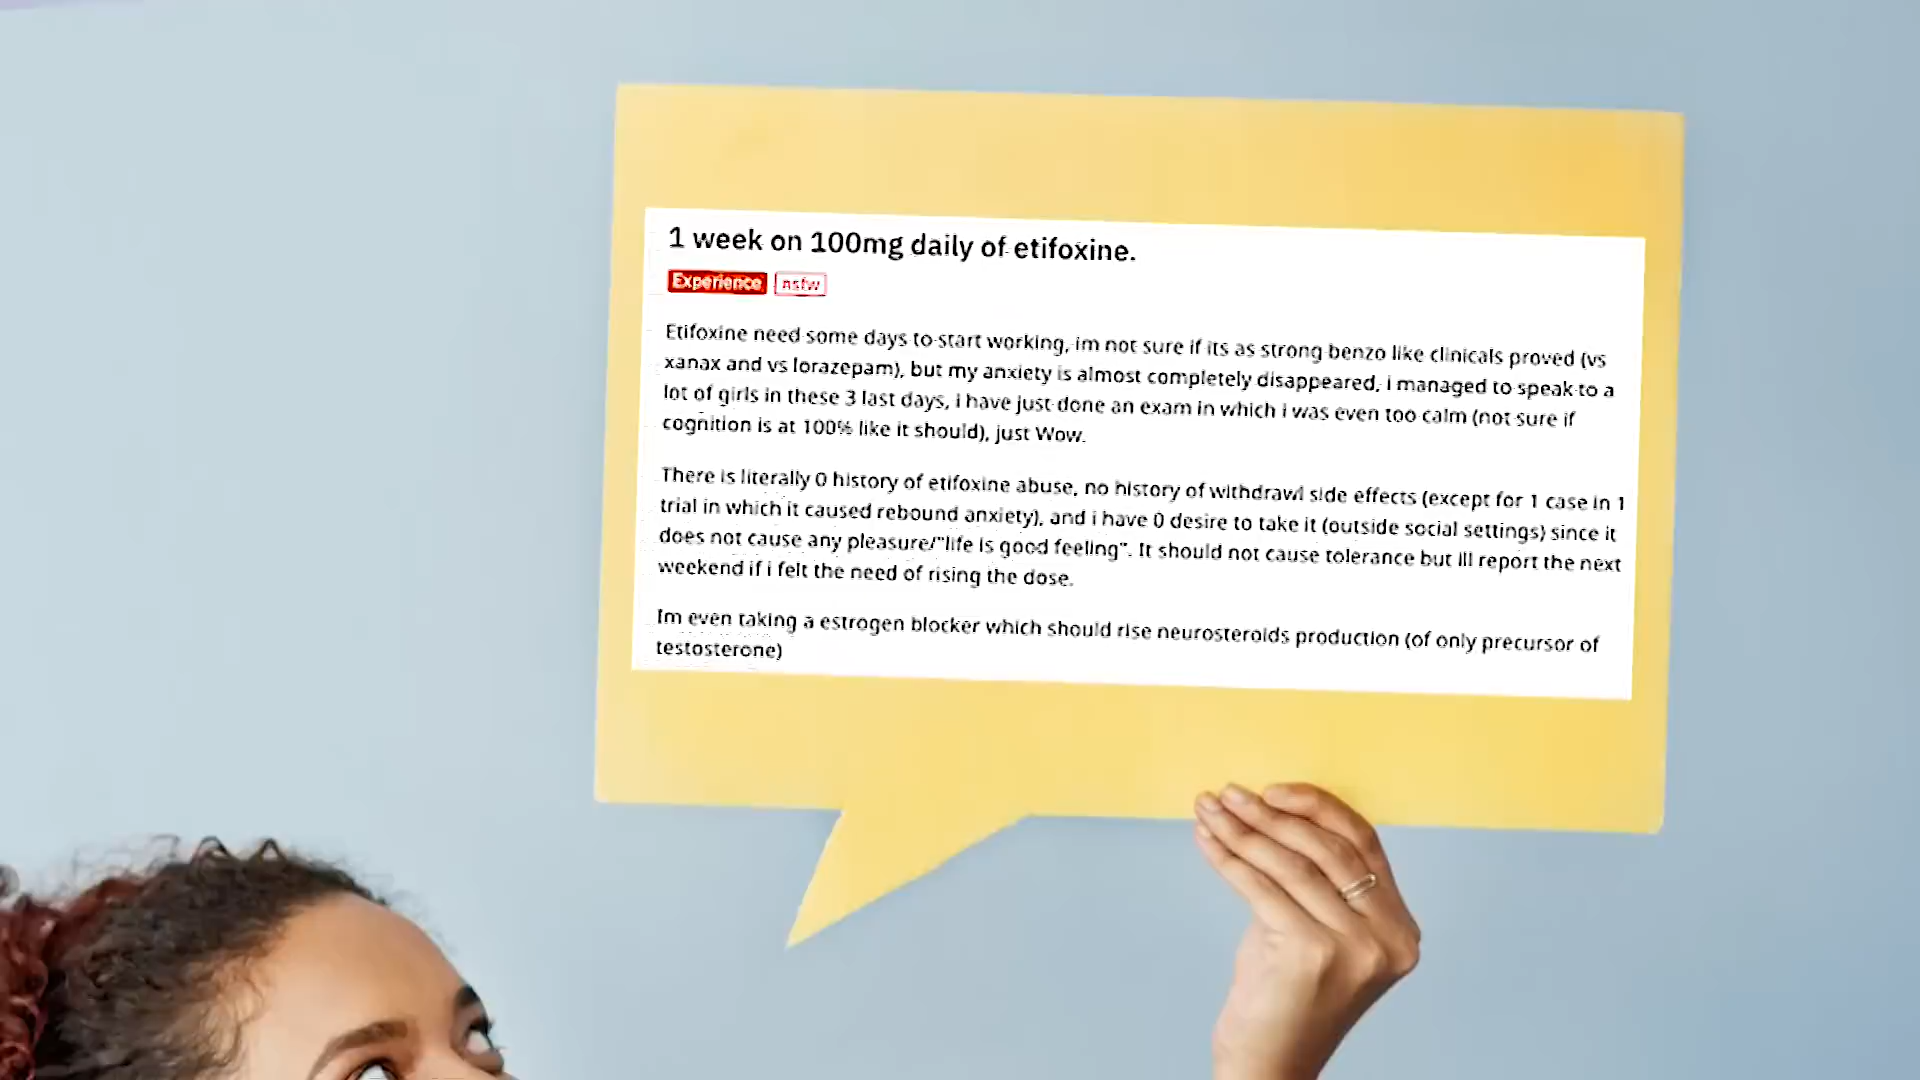 1 week on 100mg daily of etifoxine.
Experience nsfw
Etifoxine need some days to start working, im not sure if its as strong benzo like clinicals proved (vs
xanax and vs lorazepam), but my anxiety is almost completely disappeared, i managed to speak to a
lot of girls in these 3 last days, i have just done an exam in which i was even too calm (not sure if
cognition is at 100% like it should), just Wow.
There is literally 0 history of etifoxine abuse, no history of withdrawl side effects (except for 1 case in 1
trial in which it caused rebound anxiety), and i have 0 desire to take it (outside social settings) since it
does not cause any pleasure/"life is good feeling". It should not cause tolerance but ill report the next
weekend if i felt the need of rising the dose.
Im even taking a estrogen blocker which should rise neurosteroids production (of only precursor of
testosterone)